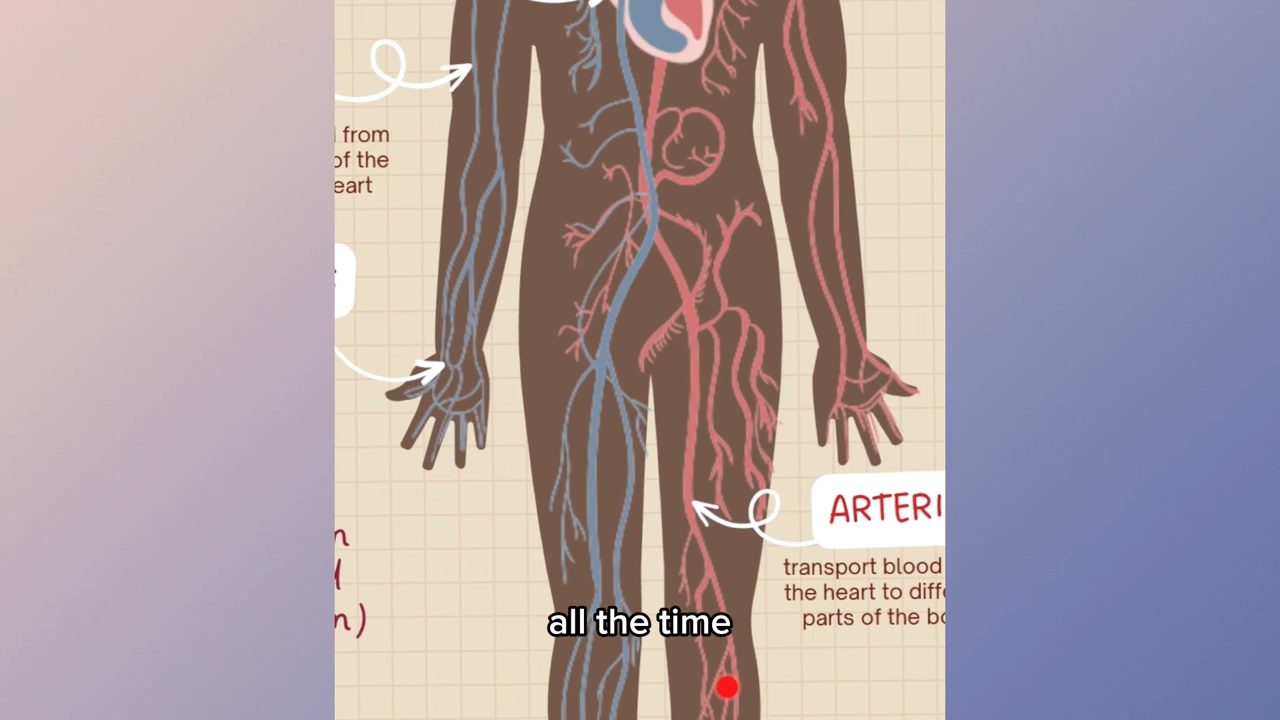 from
of the
eart
ARTERI
transport blood
the heart to diff
parts of the bo
all the time